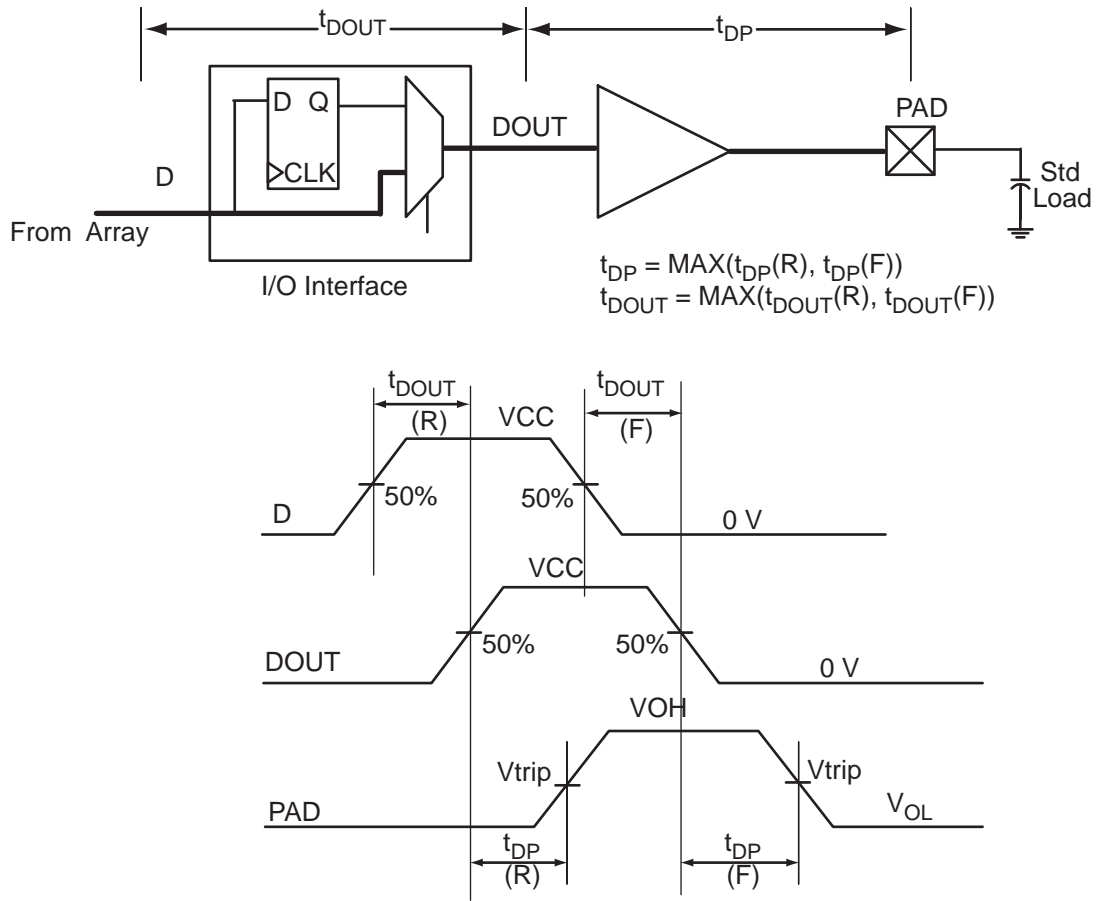 tDOUT
tDP
D Q
CLK
D
From Array
I/O Interface
DOUT
PAD
Std
Load
tDP = MAX(tDP(R), tDP(F))
tDOUT = MAX(tDOUT(R), tDOUT(F))
tDOUT
(R)
VCC
tDOUT
(F)
50%
50%
D
0 V
VCC
50%
50%
DOUT
0 V
VOH
Vtrip
Vtrip
PAD
VOL
tDP
(R)
tDP
(F)